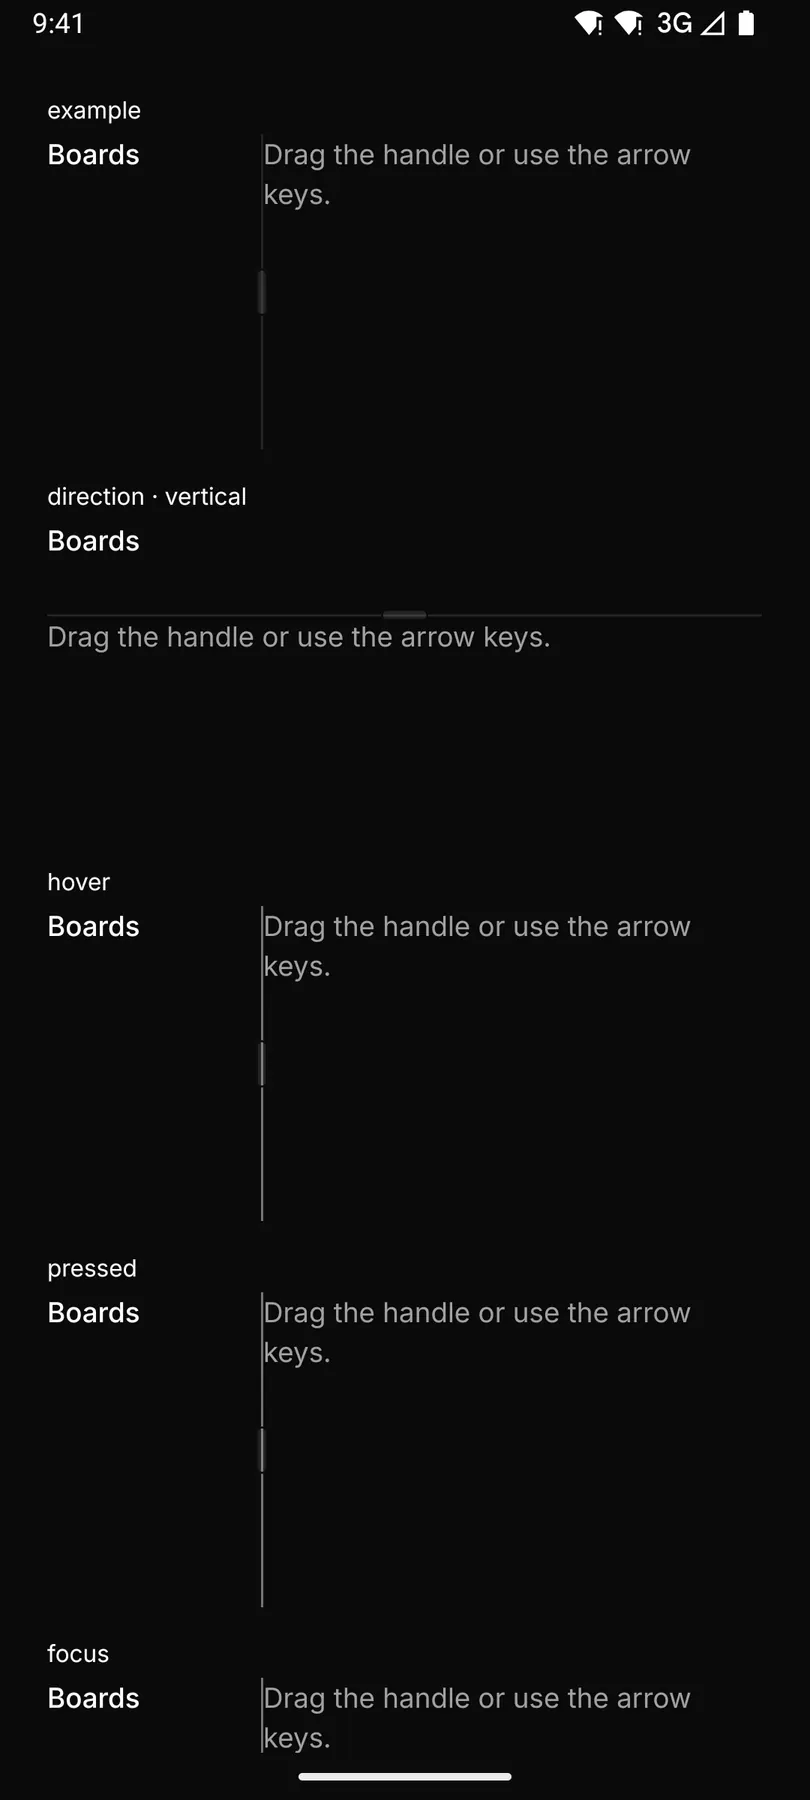 9:41
3G
example
Boards
Drag the handle or use the arrow
keys.
direction · vertical
Boards
Drag the handle or use the arrow keys.
hover
Boards
Drag the handle or use the arrow
keys.
pressed
Boards
Drag the handle or use the arrow
keys.
focus
Boards
Drag the handle or use the arrow
keys.